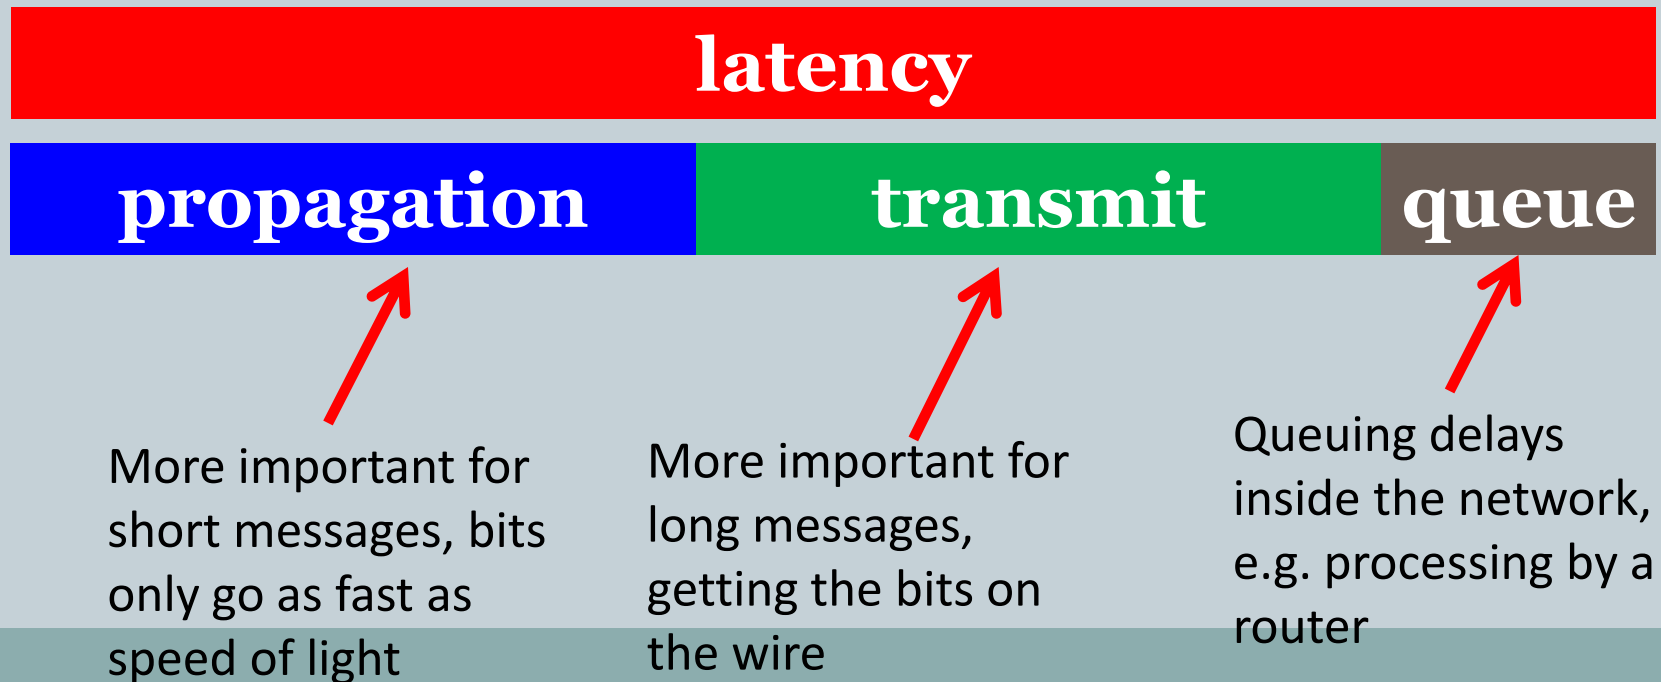 latency
propagation
transmit
queue
More important for
short messages, bits
only go as fast as
speed of light
More important for
long messages,
getting the bits on
the wire
Queuing delays
inside the network,
e.g. processing by a
router